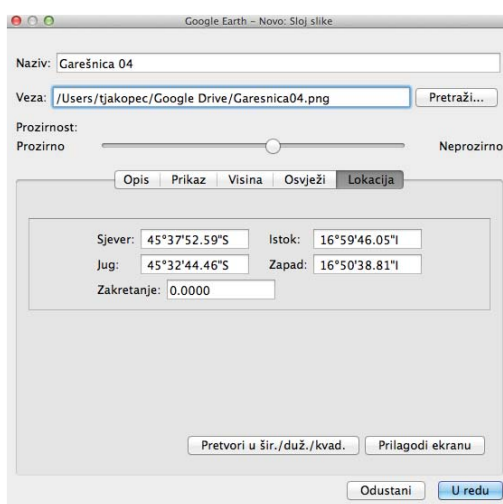 Google Earth – Novo: Sloj slike
Naziv: Garešnica 04
Veza: /Users/tjakopec/Google Drive/Garesnica04.png Pretraži...
Prozirnost:
Prozirno Neprozirno
Opis Prikaz Visina Osvježi Lokacija
Sjever: 45°37'52.59"S Istok: 16°59'46.05"I
Jug: 45°32'44.46"S Zapad: 16°50'38.81"I
Zakretanje: 0.0000
Pretvori u šir./duž./kvad. Prilagodi ekranu
Odustani U redu